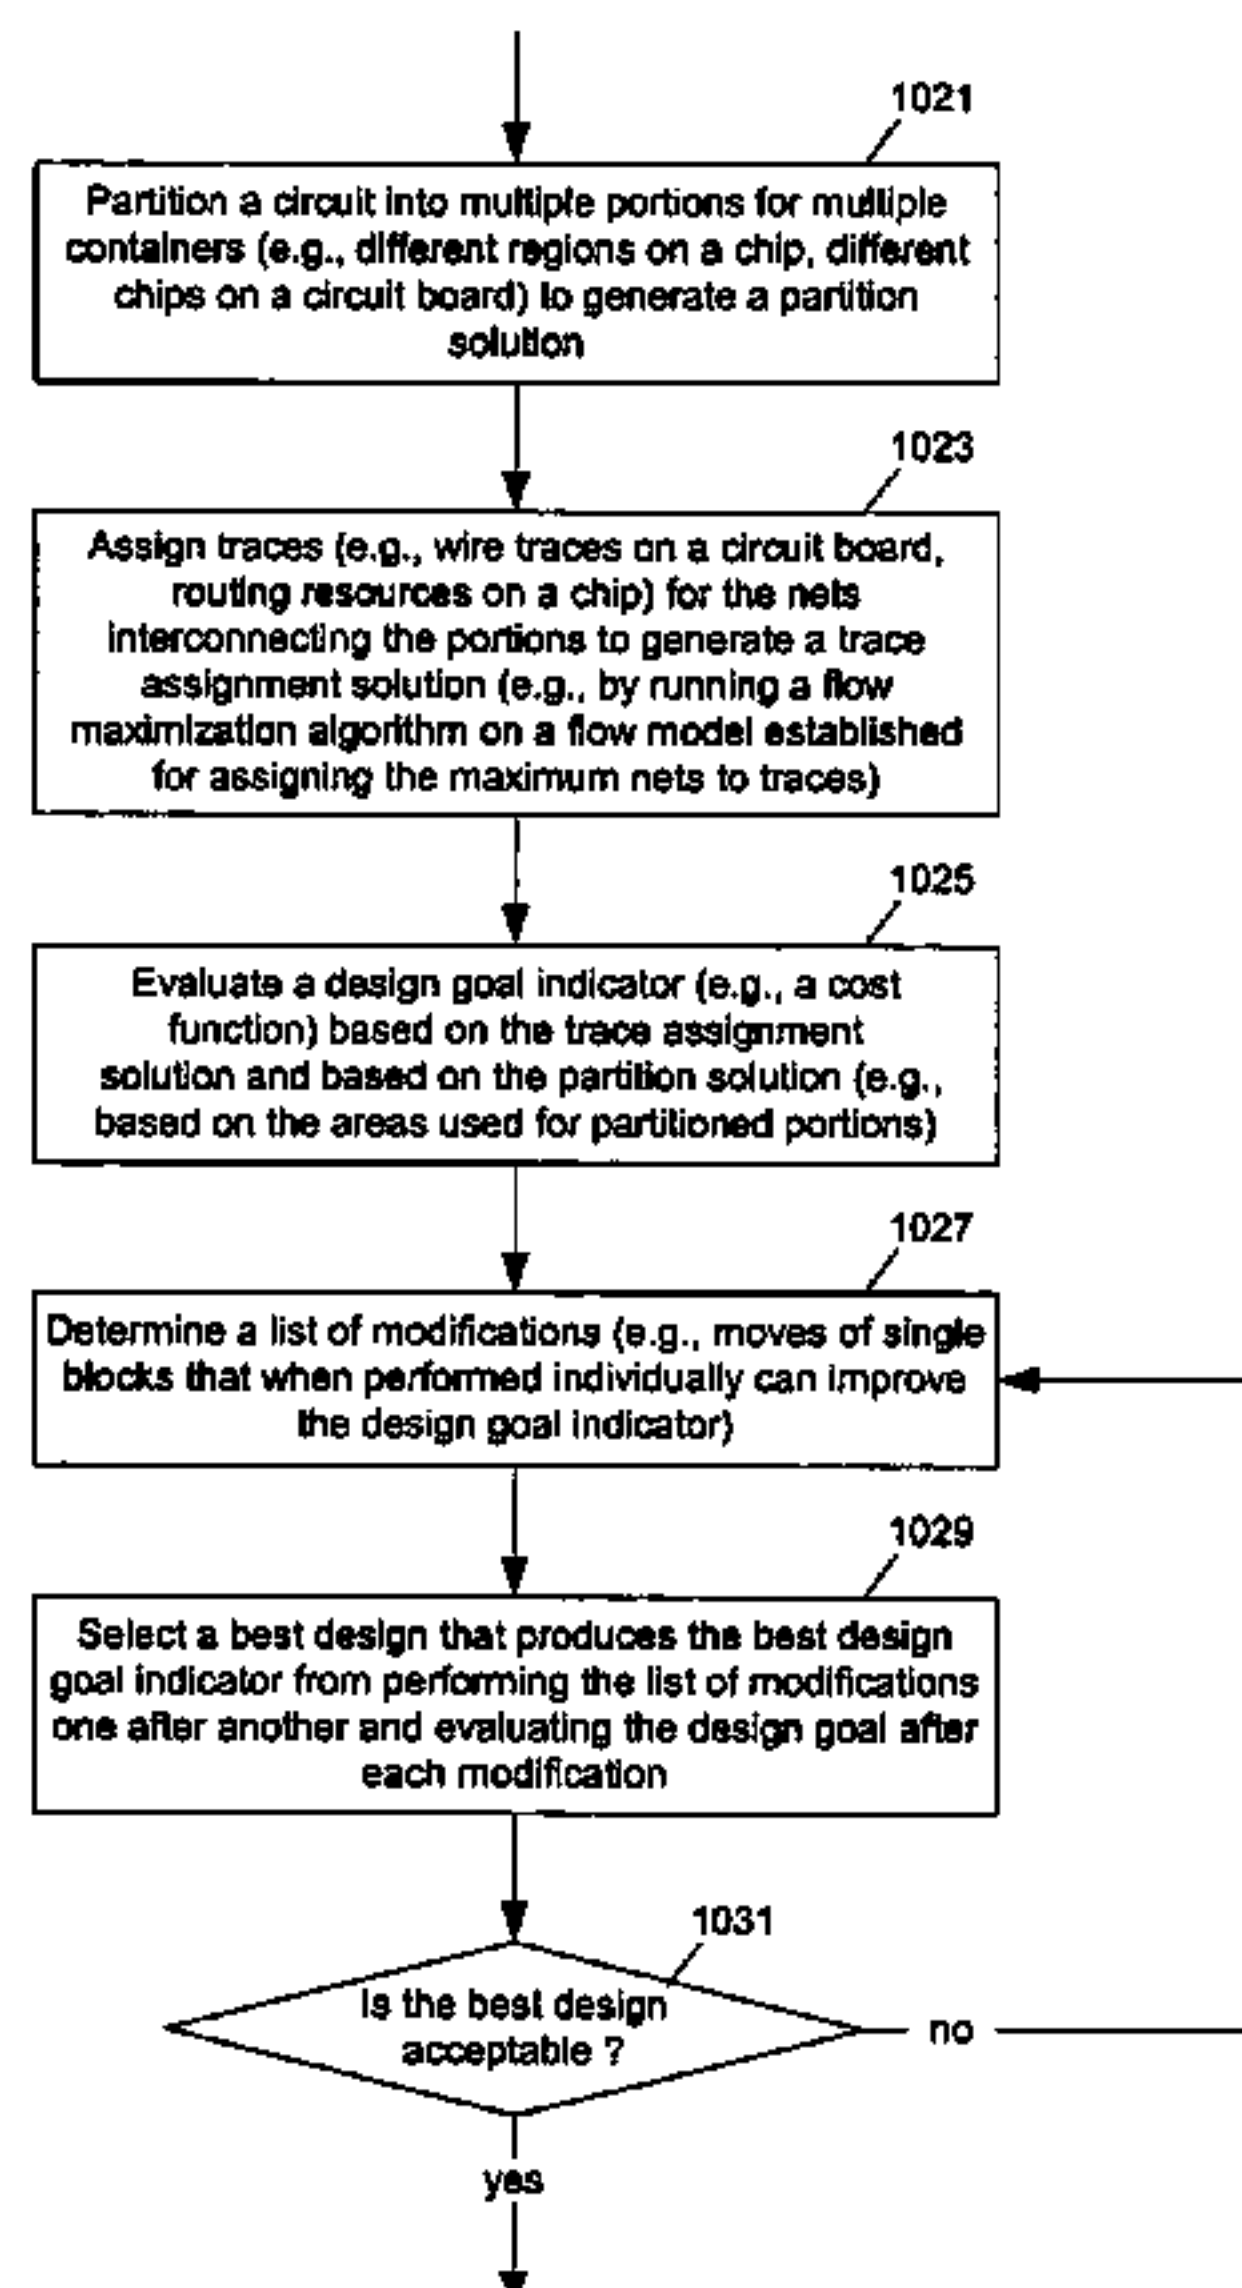 1021
Partition a circuit into multiple portions for multiple
containers (e.g., different regions on a chip, different
chips on a circuit board) to generate a partition
solution
1023
Assign traces (e.g., wire traces on a circuit board,
routing resources on a chip) for the nets
interconnecting the portions to generate a trace
assignment solution (e.g., by running a flow
maximization algorithm on a flow model established
for assigning the maximum nets to traces)
1025
Evaluate a design goal indicator (e.g., a cost
function) based on the trace assignment
solution and based on the partition solution (e.g.,
based on the areas used for partitioned portions)
1027
Determine a list of modifications (e.g., moves of single
blocks that when performed individually can improve
the design goal indicator)
1029
Select a best design that produces the best design
goal indicator from performing the list of modifications
one after another and evaluating the design goal after
each modification
1031
Is the best design
acceptable ?
no
yes